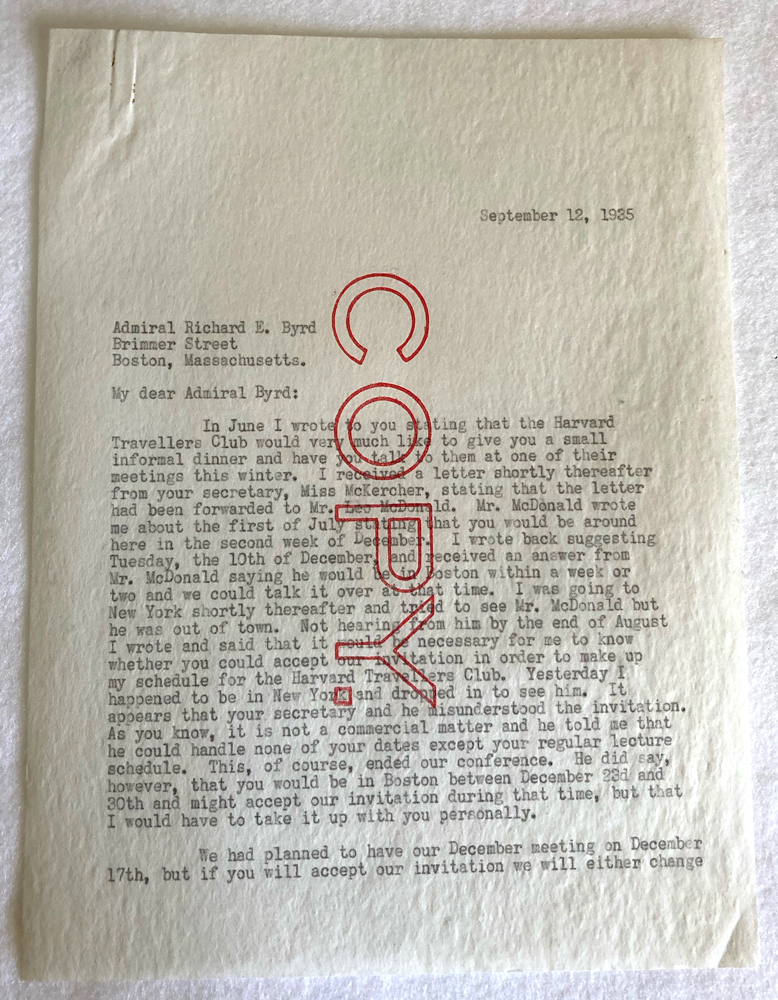 September 12, 1935
Admiral Richard E. Byrd
Brimmer Street
Boston, Massachusetts.
My dear Admiral Byrd:
In June I wrote to you stating that the Harvard
Travellers Club would very much like to give you a small
informal dinner and have you talk to them at one of their
meetings this winter. I received a letter shortly thereafter
from your secretary, Miss McKercher, stating that the letter
had been forwarded to Mr. Leo McDonald. Mr. McDonald wrote
me about the first of July stating that you would be around
here in the second week of December. I wrote back suggesting
Tuesday, the 10th of December, and received an answer from
Mr. McDonald saying he would be in Boston within a week or
two and we could talk it over at that time. I was going to
New York shortly thereafter and tried to see Mr. McDonald but
he was out of town. Not hearing from him by the end of August
I wrote and said that it would be necessary for me to know
whether you could accept our invitation in order to make up
my schedule for the Harvard Travellers Club. Yesterday I
happened to be in New York and dropped in to see him. It
appears that your secretary and he misunderstood the invitation.
As you know, it is not a commercial matter and he told me that
he could handle none of your dates except your regular lecture
schedule. This, of course, ended our conference. He did say,
however, that you would be in Boston between December 23d and
30th and might accept our invitation during that time, but that
I would have to take it up with you personally.
We had planned to have our December meeting on December
17th, but if you will accept our invitation we will either change
COPY.